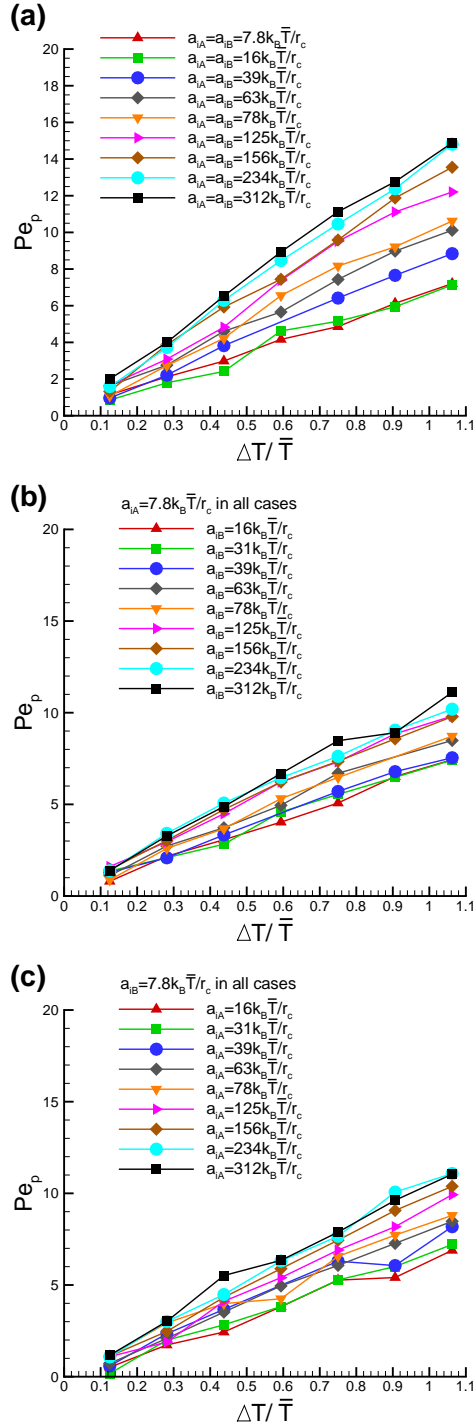 (a)
a_iA=a_iB=7.8k_BT̅/r_c
a_iA=a_iB=16k_BT̅/r_c
a_iA=a_iB=39k_BT̅/r_c
a_iA=a_iB=63k_BT̅/r_c
a_iA=a_iB=78k_BT̅/r_c
a_iA=a_iB=125k_BT̅/r_c
a_iA=a_iB=156k_BT̅/r_c
a_iA=a_iB=234k_BT̅/r_c
a_iA=a_iB=312k_BT̅/r_c
20
18
16
14
12
10
8
6
4
2
0
Pe_p
0 0.1 0.2 0.3 0.4 0.5 0.6 0.7 0.8 0.9 1 1.1
ΔT/ T̅
(b)
a_iA=7.8k_BT̅/r_c in all cases
a_iB=16k_BT̅/r_c
a_iB=31k_BT̅/r_c
a_iB=39k_BT̅/r_c
a_iB=63k_BT̅/r_c
a_iB=78k_BT̅/r_c
a_iB=125k_BT̅/r_c
a_iB=156k_BT̅/r_c
a_iB=234k_BT̅/r_c
a_iB=312k_BT̅/r_c
20
15
10
5
0
Pe_p
0 0.1 0.2 0.3 0.4 0.5 0.6 0.7 0.8 0.9 1 1.1
ΔT/ T̅
(c)
a_iB=7.8k_BT̅/r_c in all cases
a_iA=16k_BT̅/r_c
a_iA=31k_BT̅/r_c
a_iA=39k_BT̅/r_c
a_iA=63k_BT̅/r_c
a_iA=78k_BT̅/r_c
a_iA=125k_BT̅/r_c
a_iA=156k_BT̅/r_c
a_iA=234k_BT̅/r_c
a_iA=312k_BT̅/r_c
20
15
10
5
0
Pe_p
0 0.1 0.2 0.3 0.4 0.5 0.6 0.7 0.8 0.9 1 1.1
ΔT/ T̅